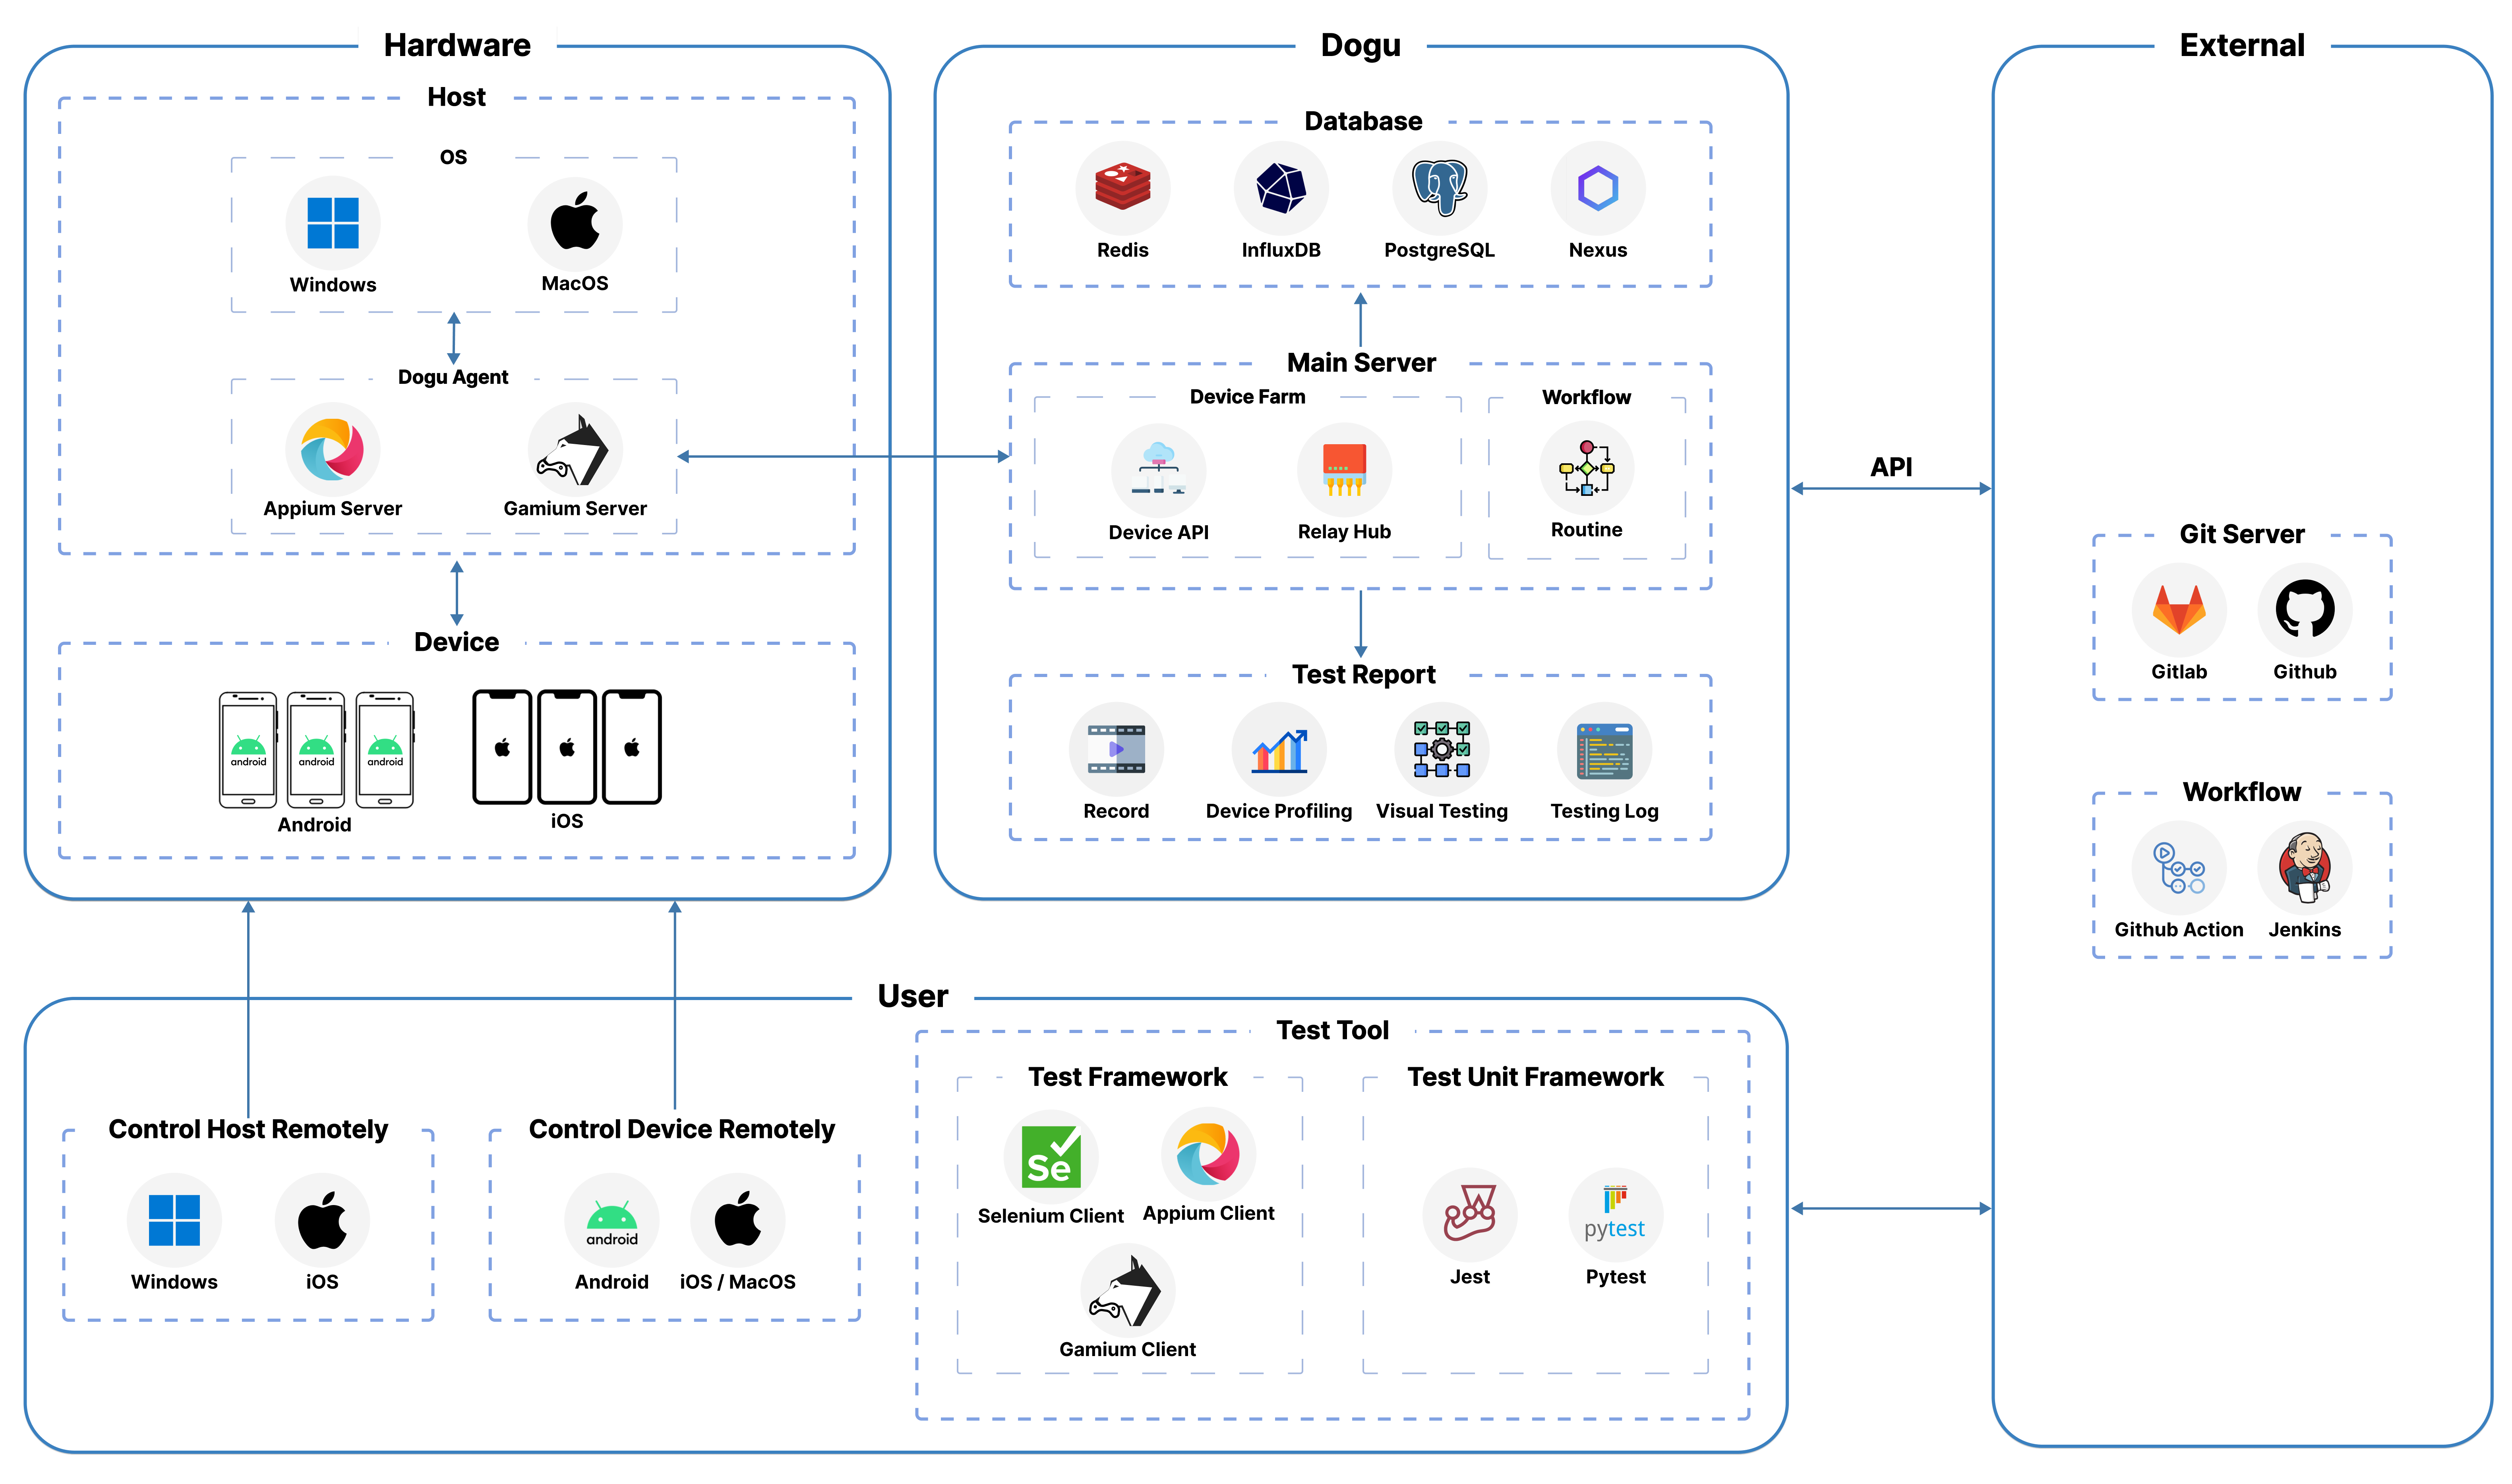 Hardware
Host
OS
Windows
MacOS
Dogu Agent
Appium Server
Gamium Server
Device
android
android
android
Android
iOS
Dogu
Database
Redis
InfluxDB
PostgreSQL
Nexus
Main Server
Device Farm
Device API
Relay Hub
Workflow
Routine
Test Report
Record
Device Profiling
Visual Testing
Testing Log
API
External
Git Server
Gitlab
Github
Workflow
Github Action
Jenkins
User
Control Host Remotely
Windows
iOS
Control Device Remotely
android
Android
iOS / MacOS
Test Tool
Test Framework
Se
Selenium Client
Appium Client
Gamium Client
Test Unit Framework
Jest
pytest
Pytest